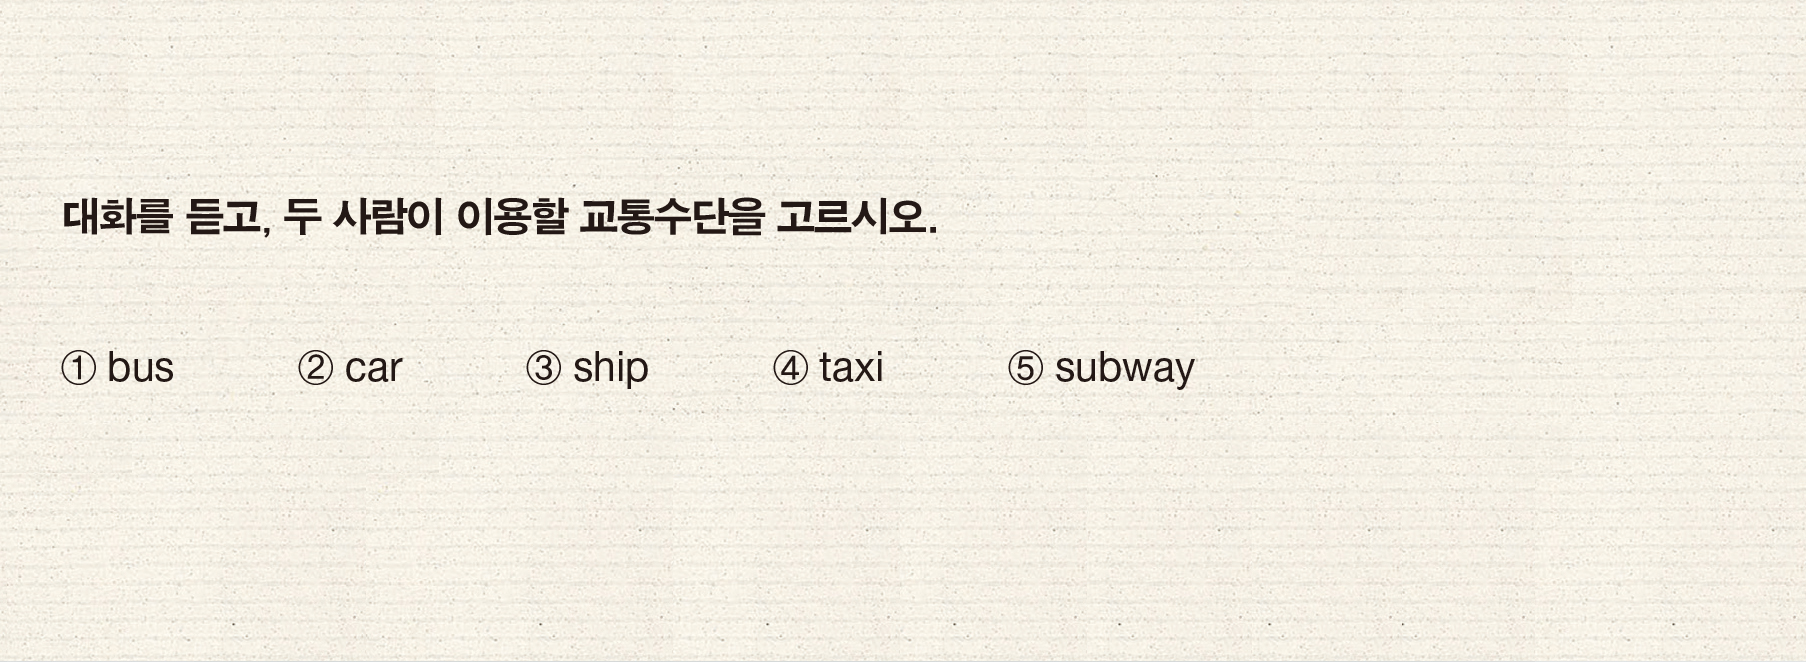 대화를 듣고, 두 사람이 이용할 교통수단을 고르시오.
① bus ② car ③ ship ④ taxi ⑤ subway